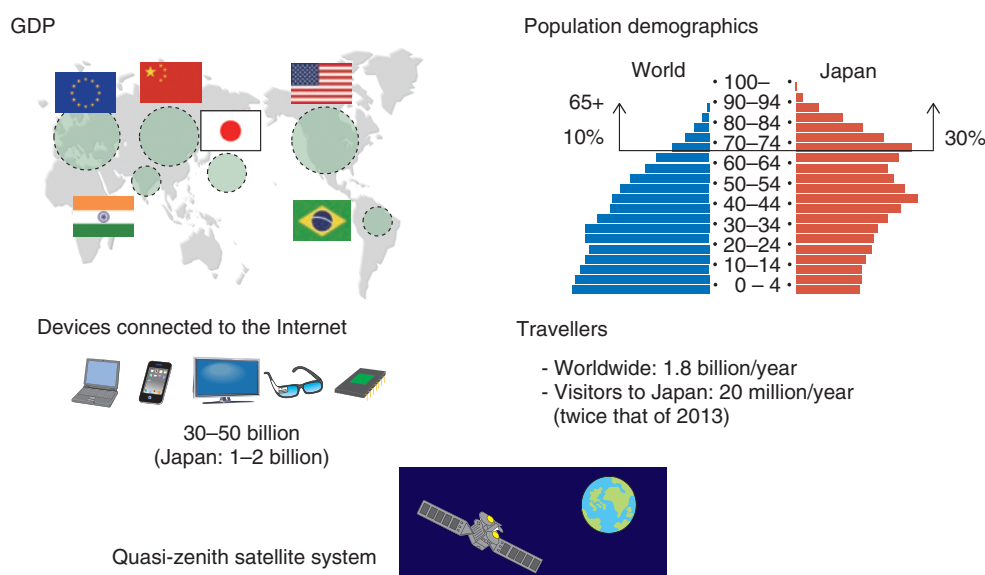 GDP
Population demographics
World
Japan
65+
10%
30%
100–
90–94
80–84
70–74
60–64
50–54
40–44
30–34
20–24
10–14
0 – 4
Devices connected to the Internet
30–50 billion
(Japan: 1–2 billion)
Travellers
- Worldwide: 1.8 billion/year
- Visitors to Japan: 20 million/year
(twice that of 2013)
Quasi-zenith satellite system